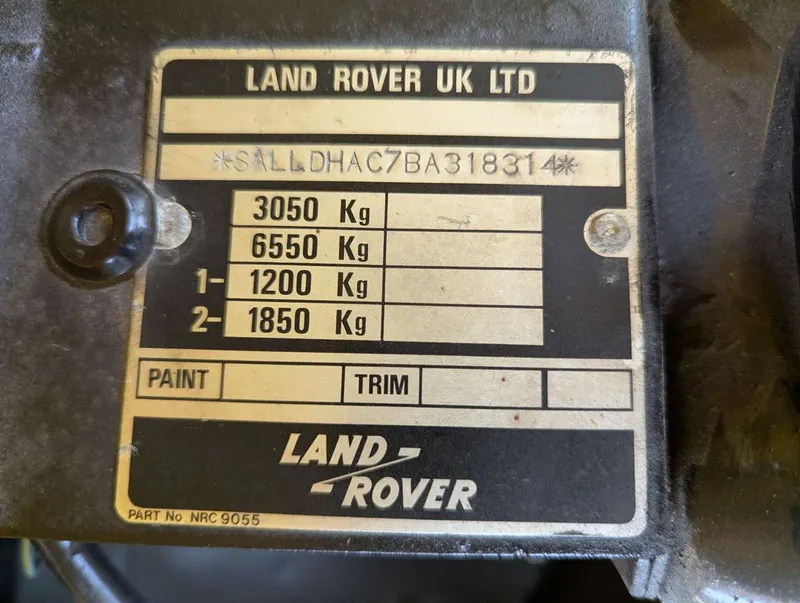 LAND ROVER UK LTD
*SALLDHAC7BA318314*
3050 Kg
6550 Kg
1- 1200 Kg
2- 1850 Kg
PAINT TRIM
LAND-
-ROVER
PART No NRC 9055